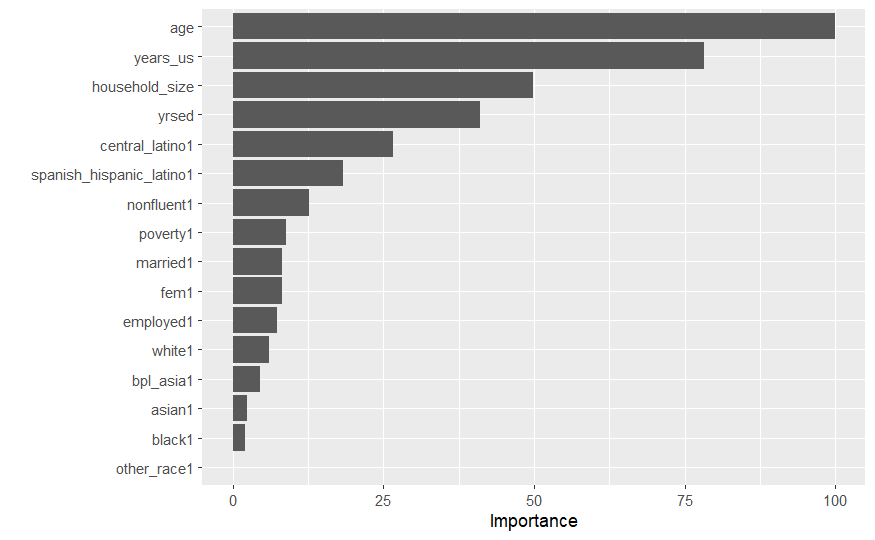 age
years_us
household_size
yrsed
central_latino1
spanish_hispanic_latino1
nonfluent1
poverty1
married1
fem1
employed1
white1
bpl_asia1
asian1
black1
other_race1
0 25 50 75 100
Importance